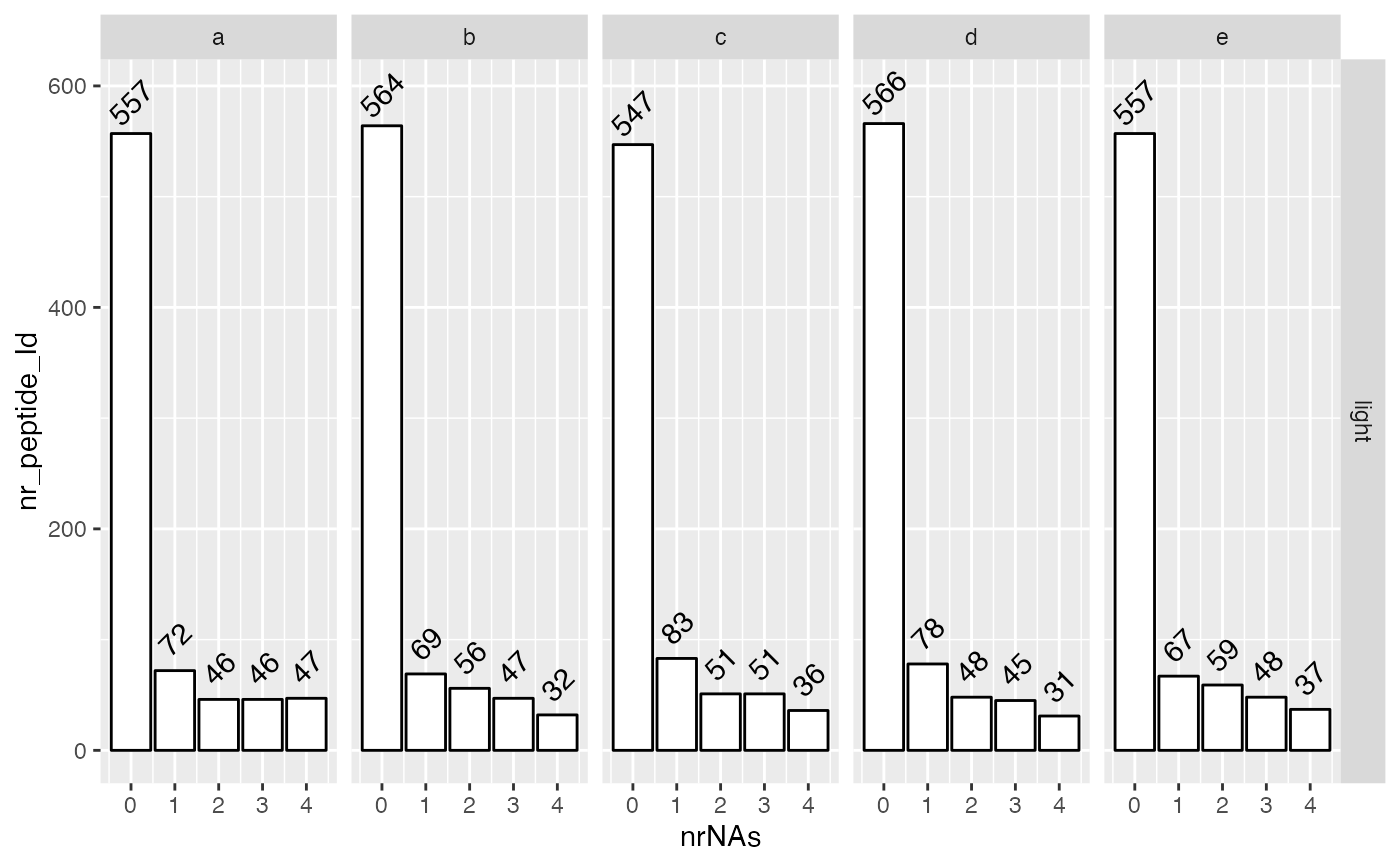 a b c d e
600
400
200
0
nr_peptide_Id
557 72 46 46 47
564 69 56 47 32
547 83 51 51 36
566 78 48 45 31
557 67 59 48 37
light
0 1 2 3 4 0 1 2 3 4 0 1 2 3 4 0 1 2 3 4 0 1 2 3 4
nrNAs